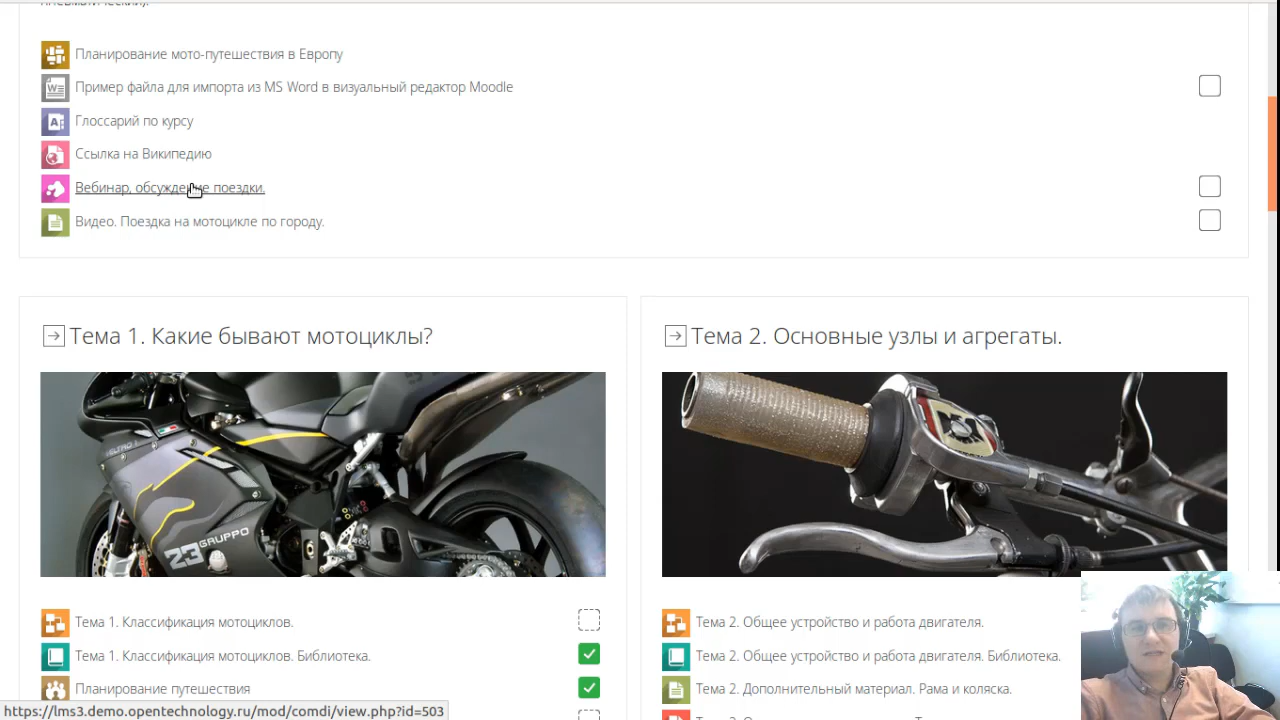 Планирование мото-путешествия в Европу
Пример файла для импорта из MS Word в визуальный редактор Moodle
Глоссарий по курсу
Ссылка на Википедию
Вебинар, обсуждение поездки.
Видео. Поездка на мотоцикле по городу.
Тема 1. Какие бывают мотоциклы?
Тема 2. Основные узлы и агрегаты.
23 GRUPPO
Тема 1. Классификация мотоциклов.
Тема 2. Общее устройство и работа двигателя.
Тема 1. Классификация мотоциклов. Библиотека.
Тема 2. Общее устройство и работа двигателя. Библиотека.
Планирование путешествия
Тема 2. Дополнительный материал. Рама и коляска.
https://lms3.demo.opentechnology.ru/mod/comdi/view.php?id=503